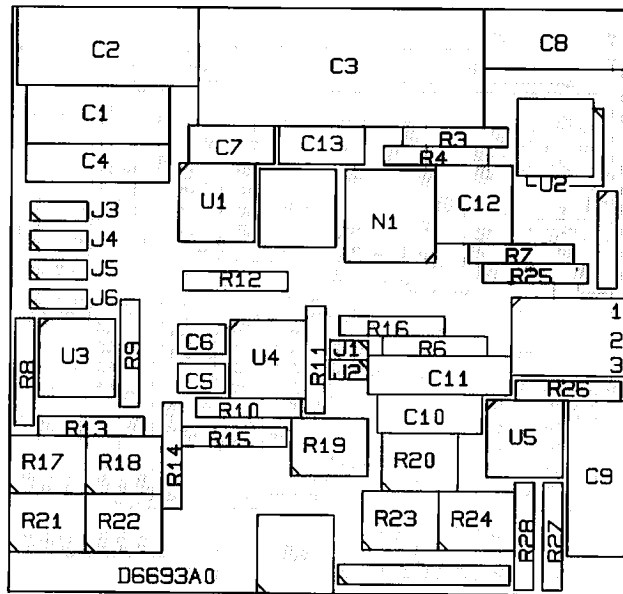 C2
C3
C8
C1
C7
C13
R3
C4
R4
U1
N1
C12
U2
J3
J4
J5
R7
J6
R12
R25
1
R16
2
C6
U4
R11
J1
R6
3
U3
R9
R8
C5
J2
C11
R26
R10
C10
R13
R15
R14
R19
U5
R17
R18
R20
C9
R21
R22
R23
R24
R28
R27
D6693A0